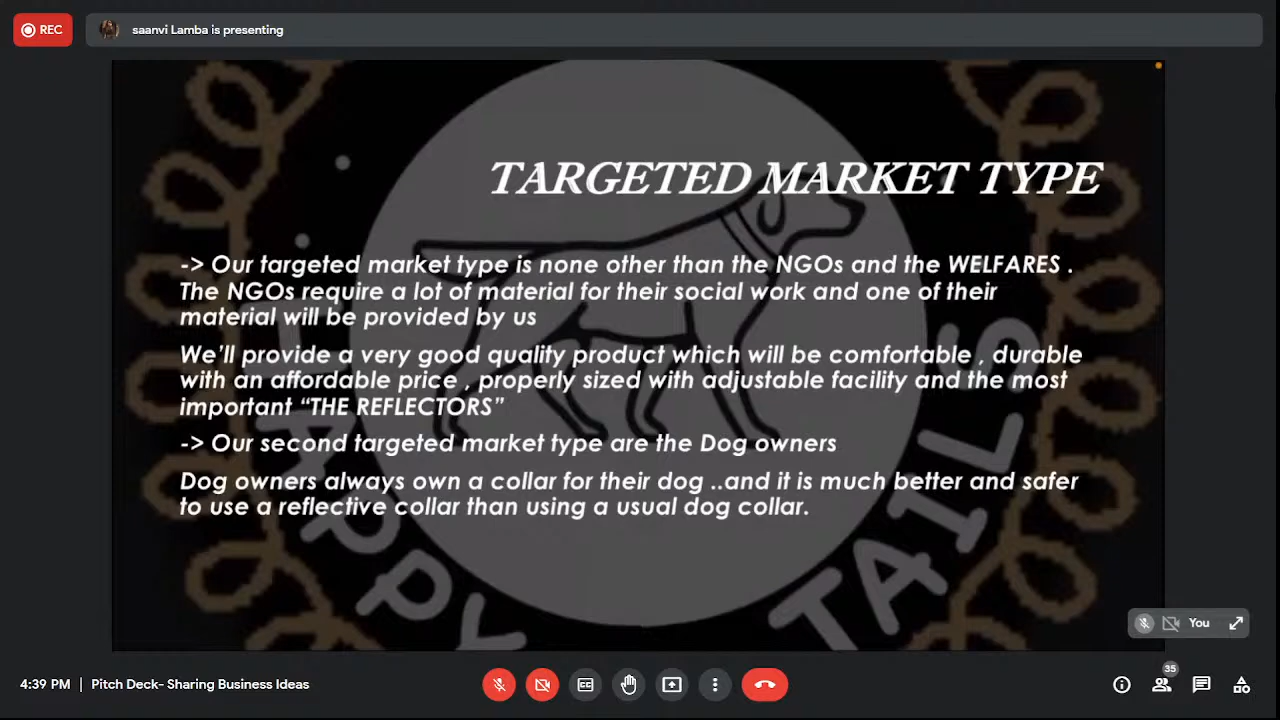 REC
saanvi Lamba is presenting
TARGETED MARKET TYPE
-> Our targeted market type is none other than the NGOs and the WELFARES .
The NGOs require a lot of material for their social work and one of their
material will be provided by us
We'll provide a very good quality product which will be comfortable , durable
with an affordable price , properly sized with adjustable facility and the most
important “THE REFLECTORS”
-> Our second targeted market type are the Dog owners
Dog owners always own a collar for their dog ..and it is much better and safer
to use a reflective collar than using a usual dog collar.
HAPPY TAILS
You
4:39 PM | Pitch Deck- Sharing Business Ideas
35